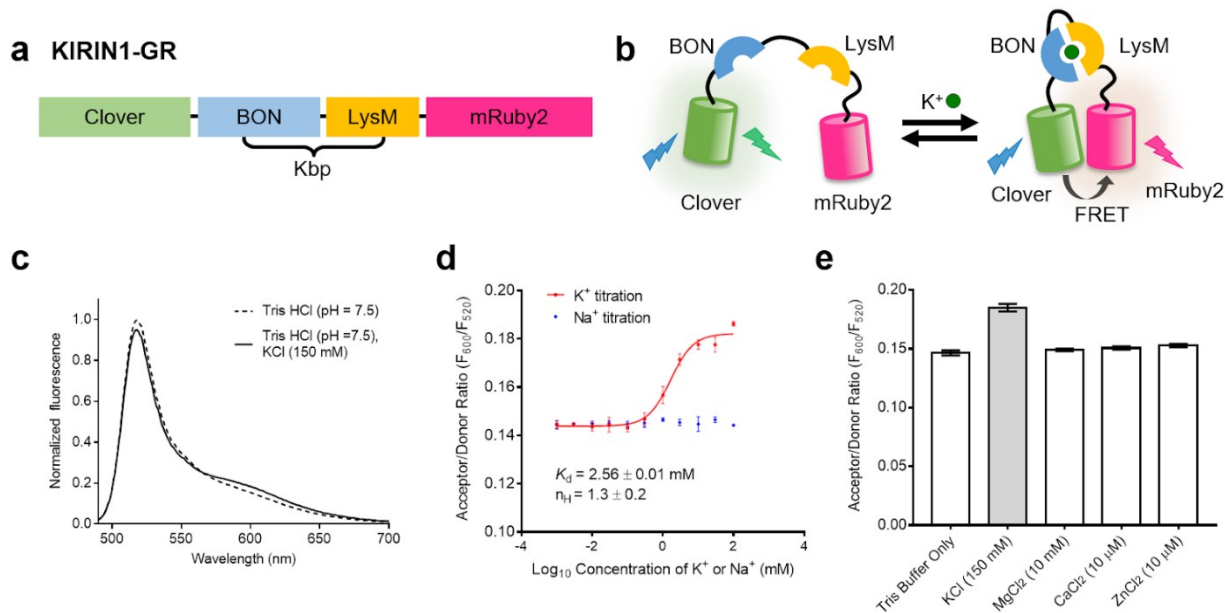 a KIRIN1-GR
Clover BON LysM mRuby2
Kbp
b
BON LysM
Clover
mRuby2
K⁺
BON LysM
Clover
mRuby2
FRET
c
Normalized fluorescence
1.0
0.8
0.6
0.4
0.2
0.0
Tris HCl (pH = 7.5)
Tris HCl (pH =7.5),
KCl (150 mM)
500 550 600 650 700
Wavelength (nm)
d
Acceptor/Donor Ratio (F₆₀₀/F₅₂₀)
0.20
0.18
0.16
0.14
0.12
0.10
K⁺ titration
Na⁺ titration
K_d = 2.56 ± 0.01 mM
n_H = 1.3 ± 0.2
-4 -2 0 2 4
Log₁₀ Concentration of K⁺ or Na⁺ (mM)
e
Acceptor/Donor Ratio (F₆₀₀/F₅₂₀)
0.20
0.15
0.10
0.05
0.00
Tris Buffer Only
KCl (150 mM)
MgCl₂ (10 mM)
CaCl₂ (10 µM)
ZnCl₂ (10 µM)